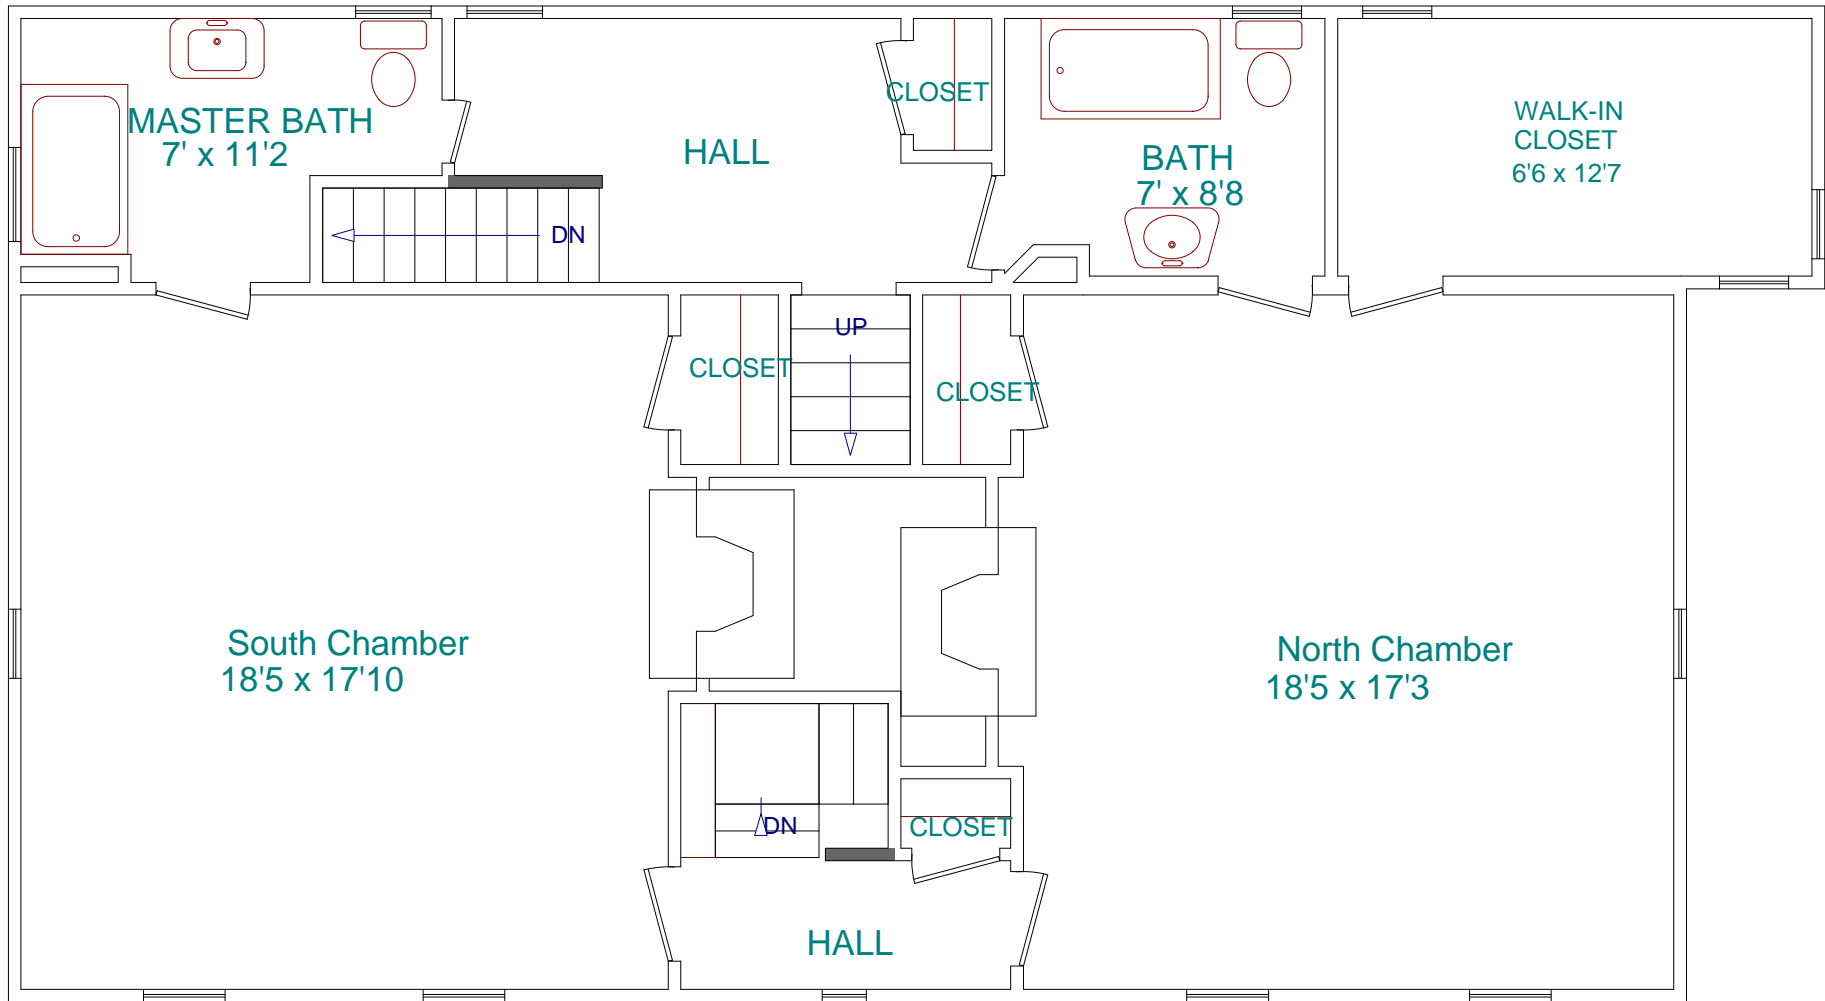 MASTER BATH
7' x 11'2
HALL
CLOSET
BATH
7' x 8'8
WALK-IN
CLOSET
6'6 x 12'7
DN
UP
CLOSET
CLOSET
South Chamber
18'5 x 17'10
North Chamber
18'5 x 17'3
DN
CLOSET
HALL